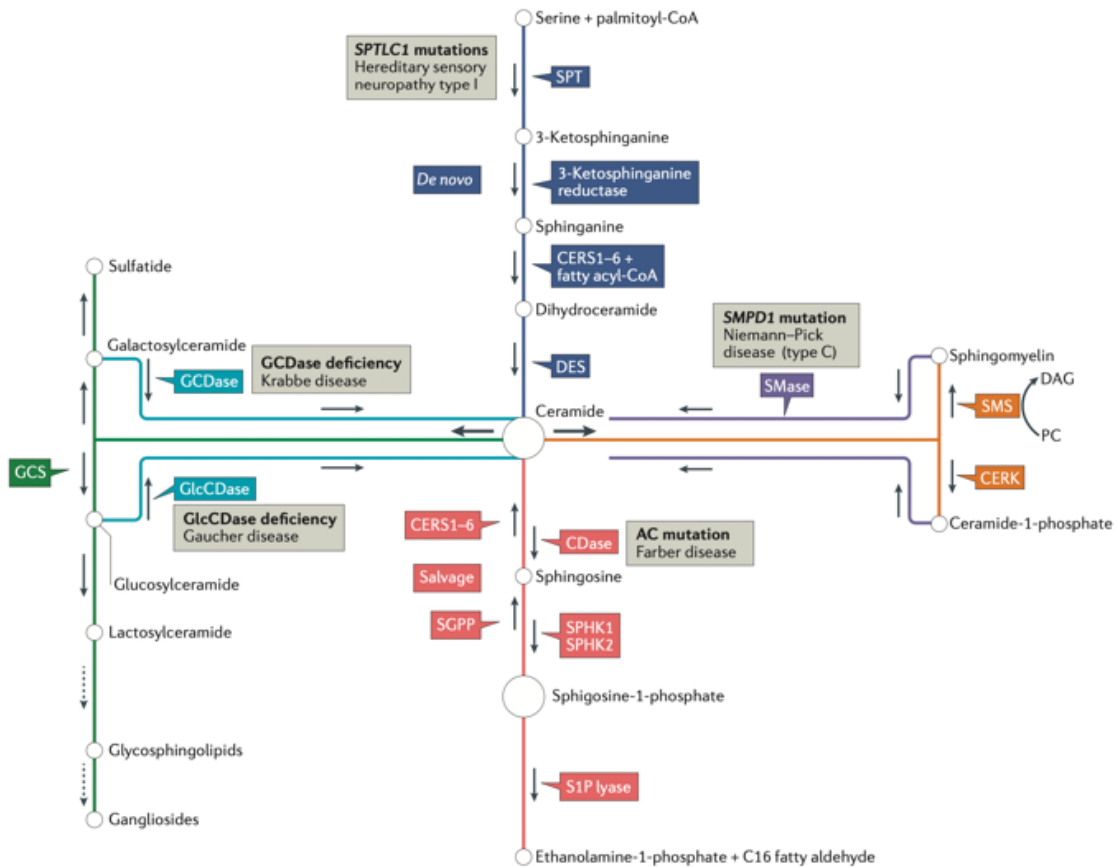 Serine + palmitoyl-CoA
SPTLC1 mutations
Hereditary sensory
neuropathy type I
SPT
3-Ketosphinganine
De novo
3-Ketosphinganine
reductase
Sphinganine
CERS1–6 +
fatty acyl-CoA
Sulfatide
Dihydroceramide
SMPD1 mutation
Niemann–Pick
disease (type C)
Galactosylceramide
GCDase deficiency
Krabbe disease
GCDase
DES
SMase
Sphingomyelin
DAG
SMS
PC
Ceramide
GCS
GlcCDase
CERK
GlcCDase deficiency
Gaucher disease
CERS1–6
CDase
AC mutation
Farber disease
Ceramide-1-phosphate
Glucosylceramide
Salvage
Sphingosine
SGPP
SPHK1
SPHK2
Lactosylceramide
Sphigosine-1-phosphate
Glycosphingolipids
S1P lyase
Gangliosides
Ethanolamine-1-phosphate + C16 fatty aldehyde